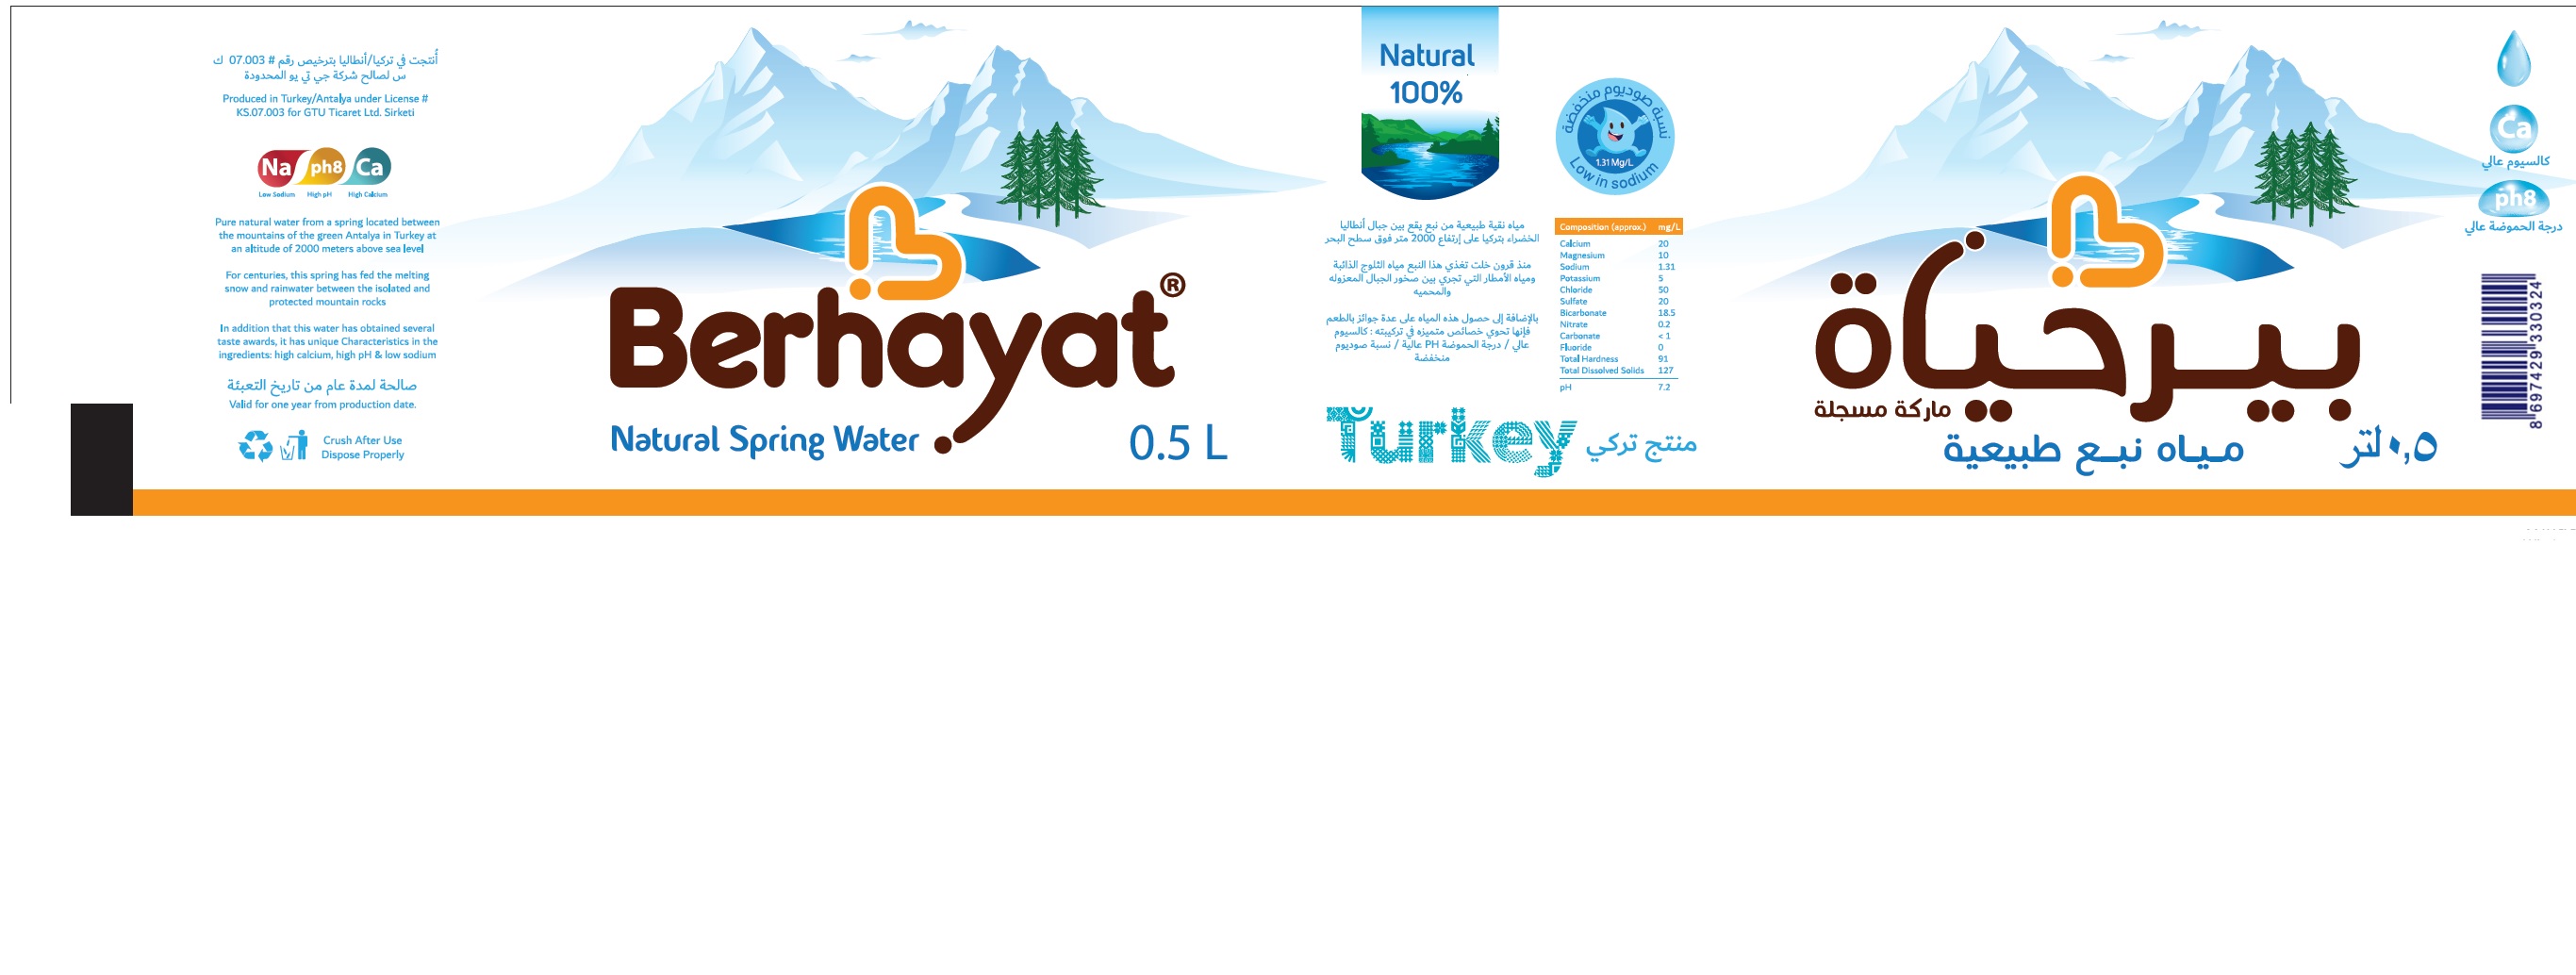 أُنتجت في تركيا/أنطاليا بترخيص رقم # 07.003 ك
س لصالح شركة جي تي يو المحدودة
Produced in Turkey/Antalya under License #
KS.07.003 for GTU Ticaret Ltd. Sirketi
Na ph8 Ca
Low Sodium High pH High Calcium
Pure natural water from a spring located between
the mountains of the green Antalya in Turkey at
an altitude of 2000 meters above sea level
For centuries, this spring has fed the melting
snow and rainwater between the isolated and
protected mountain rocks
In addition that this water has obtained several
taste awards, it has unique Characteristics in the
ingredients: high calcium, high pH & low sodium
صالحة لمدة عام من تاريخ التعبئة
Valid for one year from production date.
Crush After Use
Dispose Properly
Berhayat®
Natural Spring Water
0.5 L
Natural
100%
نسبة صوديوم منخفضة
1.31 Mg/L
Low in sodium
مياه نقية طبيعية من نبع يقع بين جبال أنطاليا
الخضراء بتركيا على إرتفاع 2000 متر فوق سطح البحر
منذ قرون خلت تغذي هذا النبع مياه الثلوج الذائبة
ومياه الأمطار التي تجري بين صخور الجبال المعزوله
والمحميه
بالإضافة إلى حصول هذه المياه على عدة جوائز بالطعم
فإنها تحوي خصائص متميزه في تركيبته : كالسيوم
عالي / درجة الحموضة PH عالية / نسبة صوديوم
منخفضة
Composition (approx.) mg/L
Calcium 20
Magnesium 10
Sodium 1.31
Potassium 5
Chloride 50
Sulfate 20
Bicarbonate 18.5
Nitrate 0.2
Carbonate < 1
Fluoride 0
Total Hardness 91
Total Dissolved Solids 127
pH 7.2
Turkey منتج تركي
بيرحياة
ماركة مسجلة
مياه نبع طبيعية
٠,٥ لتر
Ca
كالسيوم عالي
ph8
درجة الحموضة عالي
8 697429 330324